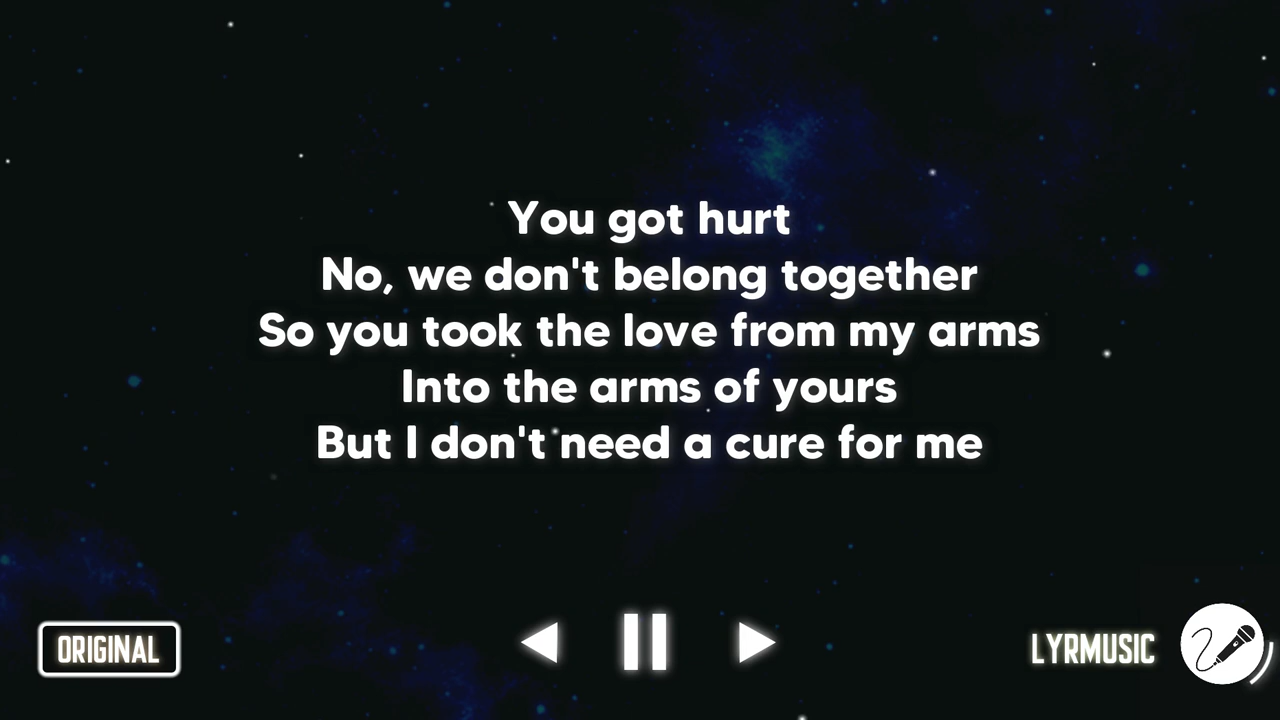 You got hurt
No, we don't belong together
So you took the love from my arms
Into the arms of yours
But I don't need a cure for me
ORIGINAL
LYRMUSIC